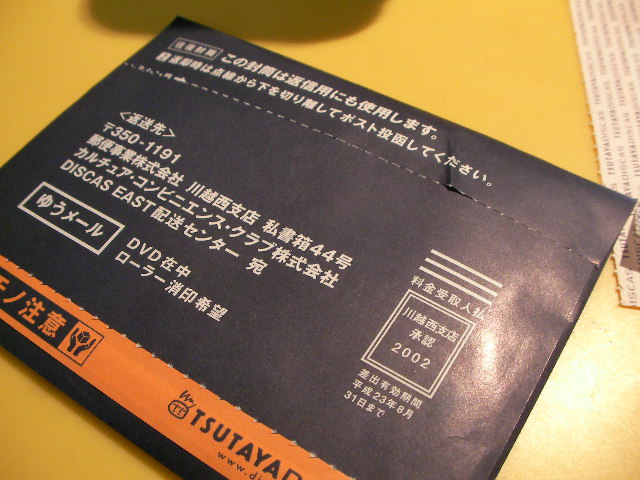 往復封筒 この封筒は返信用にも使用します。
返却時は点線から下を切り離してポスト投函してください。
<返送先>
〒350-1191
郵便事業株式会社 川越西支店 私書箱44号
カルチュア・コンビニエンス・クラブ株式会社
DISCAS EAST配送センター 宛
ゆうメール
DVD在中
ローラー消印希望
料金受取人払
川越西支店
承認
2002
差出有効期間
平成23年8月
31日まで
モノ注意
TSUTAYA
www.di